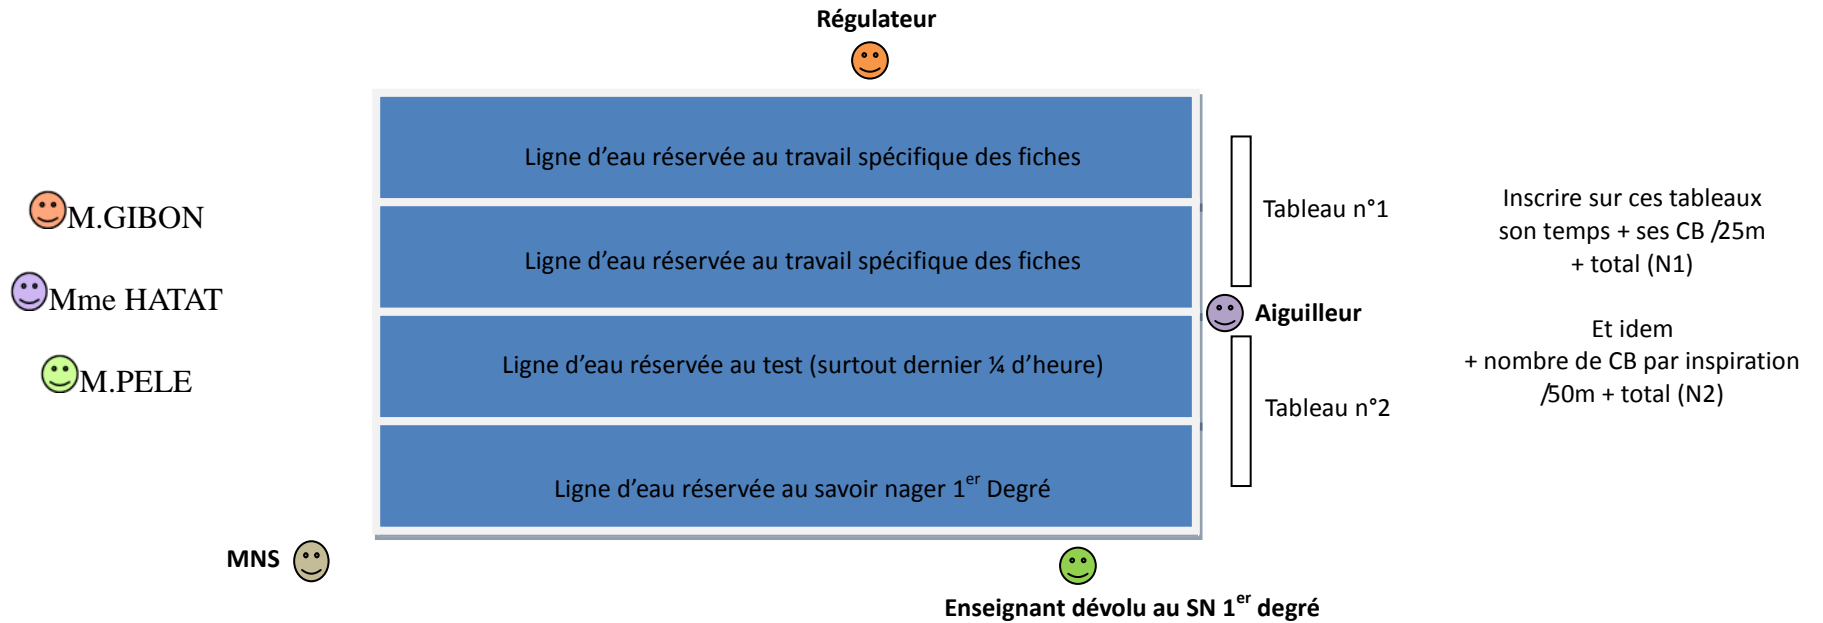 Régulateur
Ligne d'eau réservée au travail spécifique des fiches
Ligne d'eau réservée au travail spécifique des fiches
Ligne d'eau réservée au test (surtout dernier ¼ d'heure)
Ligne d'eau réservée au savoir nager 1er Degré
M.GIBON
Mme HATAT
M.PELE
MNS
Tableau n°1
Aiguilleur
Tableau n°2
Inscrire sur ces tableaux
son temps + ses CB /25m
+ total (N1)
Et idem
+ nombre de CB par inspiration
/50m + total (N2)
Enseignant dévolu au SN 1er degré